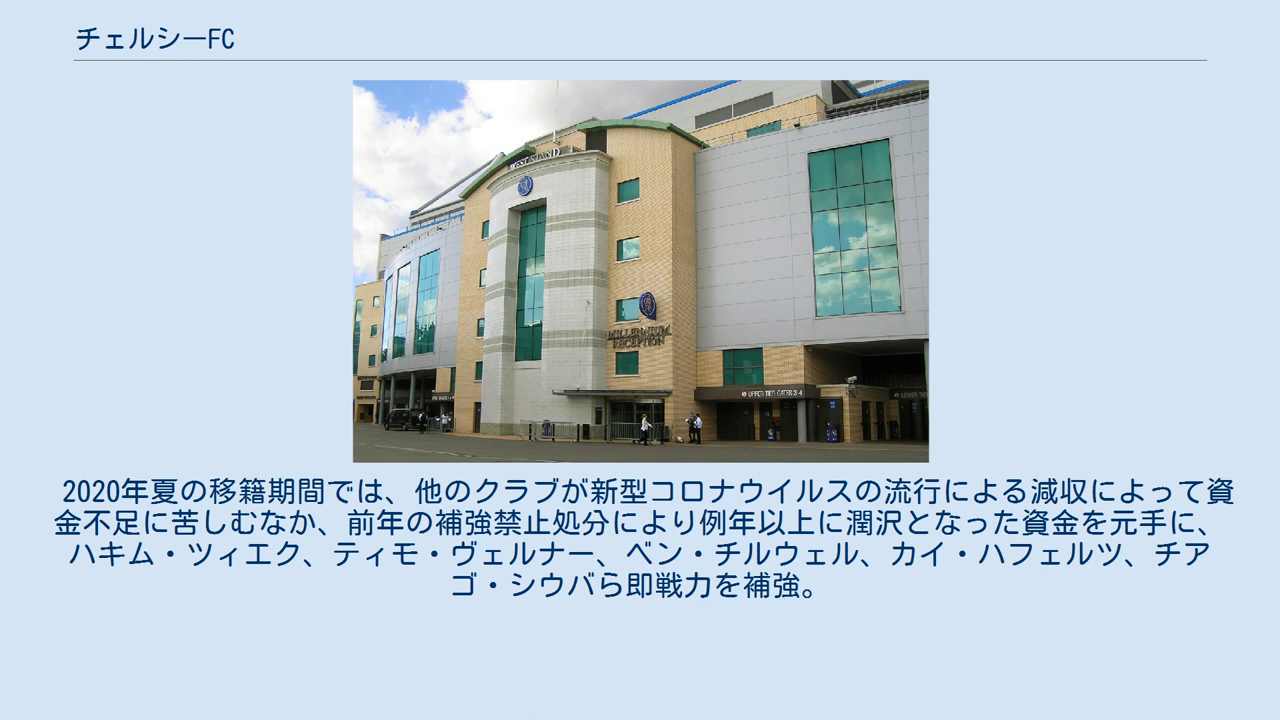 チェルシーFC
WEST STAND
MILLENNIUM
RECEPTION
UPPER TIER GATES 3-4
2020年夏の移籍期間では、他のクラブが新型コロナウイルスの流行による減収によって資
金不足に苦しむなか、前年の補強禁止処分により例年以上に潤沢となった資金を元手に、
ハキム・ツィエク、ティモ・ヴェルナー、ベン・チルウェル、カイ・ハフェルツ、チア
ゴ・シウバら即戦力を補強。